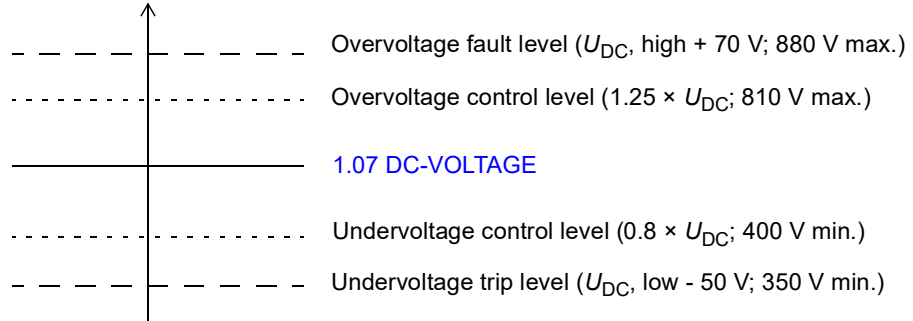 Overvoltage fault level (UDC, high + 70 V; 880 V max.)
Overvoltage control level (1.25 × UDC; 810 V max.)
1.07 DC-VOLTAGE
Undervoltage control level (0.8 × UDC; 400 V min.)
Undervoltage trip level (UDC, low - 50 V; 350 V min.)